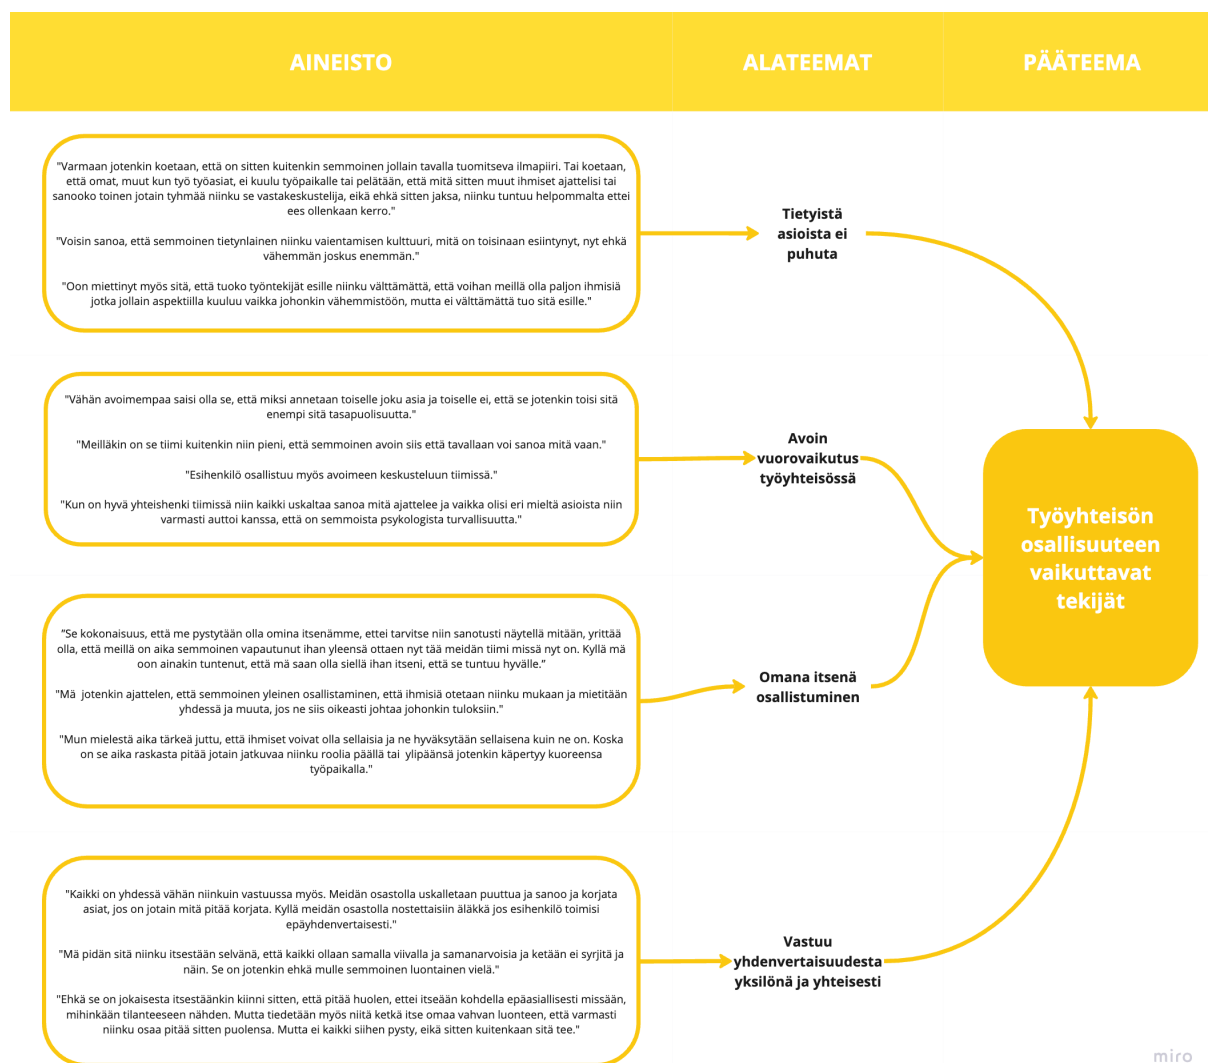 AINEISTO
ALATEEMAT
PÄÄTEEMA
"Varmaan jotenkin koetaan, että on sitten kuitenkin semmoinen jollain tavalla tuomitseva ilmapiiri. Tai koetaan,
että omat, muut kun työ työasiat, ei kuulu työpaikalle tai pelätään, että mitä sitten muut ihmiset ajattelisi tai
sanooko toinen jotain tyhmää niinku se vastakeskustelija, eikä ehkä sitten jaksa, niinku tuntuu helpommalta ettei
ees ollenkaan kerro."
"Voisin sanoa, että semmoinen tietynlainen niinku vaientamisen kulttuuri, mitä on toisinaan esiintynyt, nyt ehkä
vähemmän joskus enemmän."
"Oon miettinyt myös sitä, että tuoko työntekijät esille niinku välttämättä, että voihan meillä olla paljon ihmisiä
jotka jollain aspektiilla kuuluu vaikka johonkin vähemmistöön, mutta ei välttämättä tuo sitä esille."
Tietyistä
asioista ei
puhuta
"Vähän avoimempaa saisi olla se, että miksi annetaan toiselle joku asia ja toiselle ei, että se jotenkin toisi sitä
enempi sitä tasapuolisuutta."
"Meilläkin on se tiimi kuitenkin niin pieni, että semmoinen avoin siis että tavallaan voi sanoa mitä vaan."
"Esihenkilö osallistuu myös avoimeen keskusteluun tiimissä."
"Kun on hyvä yhteishenki tiimissä niin kaikki uskaltaa sanoa mitä ajattelee ja vaikka olisi eri mieltä asioista niin
varmasti auttoi kanssa, että on semmoista psykologista turvallisuutta."
Avoin
vuorovaikutus
työyhteisössä
"Se kokonaisuus, että me pystytään olla omina itsenämme, ettei tarvitse niin sanotusti näytellä mitään, yrittää
olla, että meillä on aika semmoinen vapautunut ihan yleensä ottaen nyt tää meidän tiimi missä nyt on. Kyllä mä
oon ainakin tuntenut, että mä saan olla siellä ihan itseni, että se tuntuu hyvälle.”
"Mä jotenkin ajattelen, että semmoinen yleinen osallistaminen, että ihmisiä otetaan niinku mukaan ja mietitään
yhdessä ja muuta, jos ne siis oikeasti johtaa johonkin tuloksiin."
"Mun mielestä aika tärkeä juttu, että ihmiset voivat olla sellaisia ja ne hyväksytään sellaisena kuin ne on. Koska
on se aika raskasta pitää jotain jatkuvaa niinku roolia päällä tai ylipäänsä jotenkin käpertyy kuoreensa
työpaikalla."
Omana itsenä
osallistuminen
"Kaikki on yhdessä vähän niinkuin vastuussa myös. Meidän osastolla uskalletaan puuttua ja sanoo ja korjata
asiat, jos on jotain mitä pitää korjata. Kyllä meidän osastolla nostettaisiin äläkkä jos esihenkilö toimisi
epäyhdenvertaisesti."
"Mä pidän sitä niinku itsestään selvänä, että kaikki ollaan samalla viivalla ja samanarvoisia ja ketään ei syrjitä ja
näin. Se on jotenkin ehkä mulle semmoinen luontainen vielä."
"Ehkä se on jokaisesta itsestäänkin kiinni sitten, että pitää huolen, ettei itseään kohdella epäasiallisesti missään,
mihinkään tilanteeseen nähden. Mutta tiedetään myös niitä ketkä itse omaa vahvan luonteen, että varmasti
niinku osaa pitää sitten puolensa. Mutta ei kaikki siihen pysty, eikä sitten kuitenkaan sitä tee."
Vastuu
yhdenvertaisuudesta
yksilönä ja yhteisesti
Työyhteisön
osallisuuteen
vaikuttavat
tekijät
miro